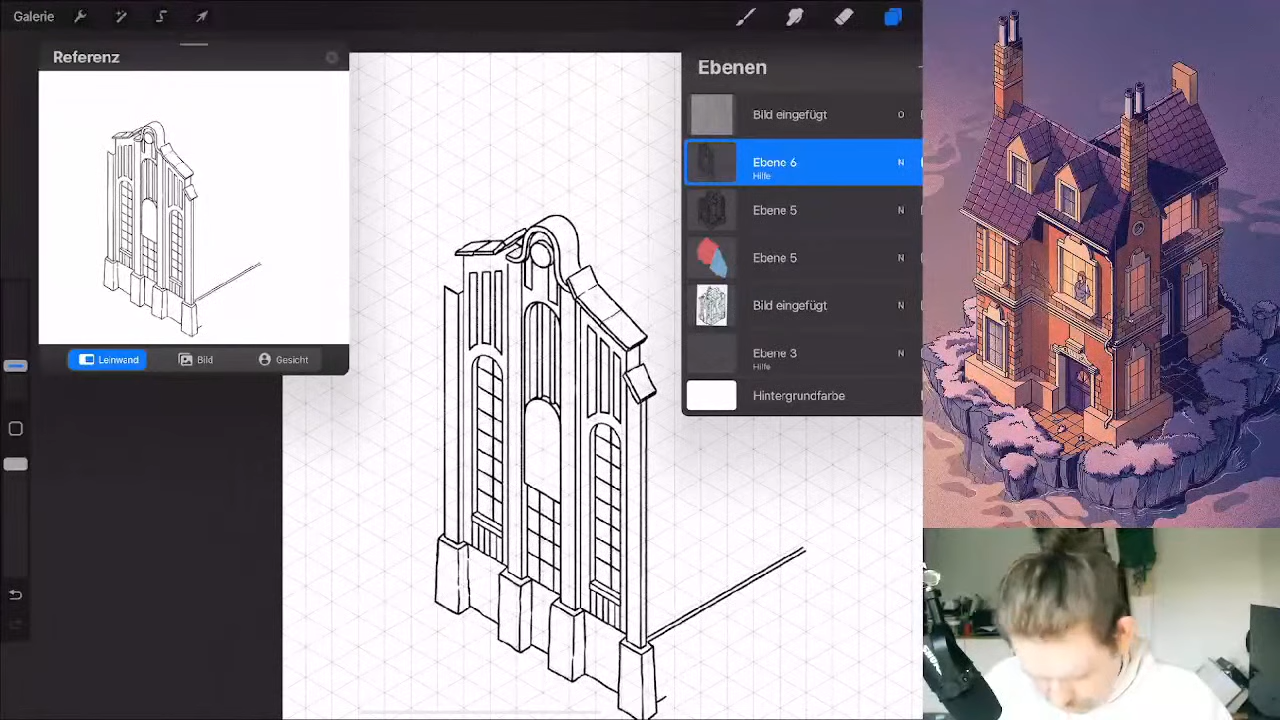 Galerie
Referenz
Leinwand
Bild
Gesicht
Ebenen
Bild eingefügt
O
Ebene 6
N
Hilfe
Ebene 5
N
Ebene 5
N
Bild eingefügt
N
Ebene 3
N
Hilfe
Hintergrundfarbe